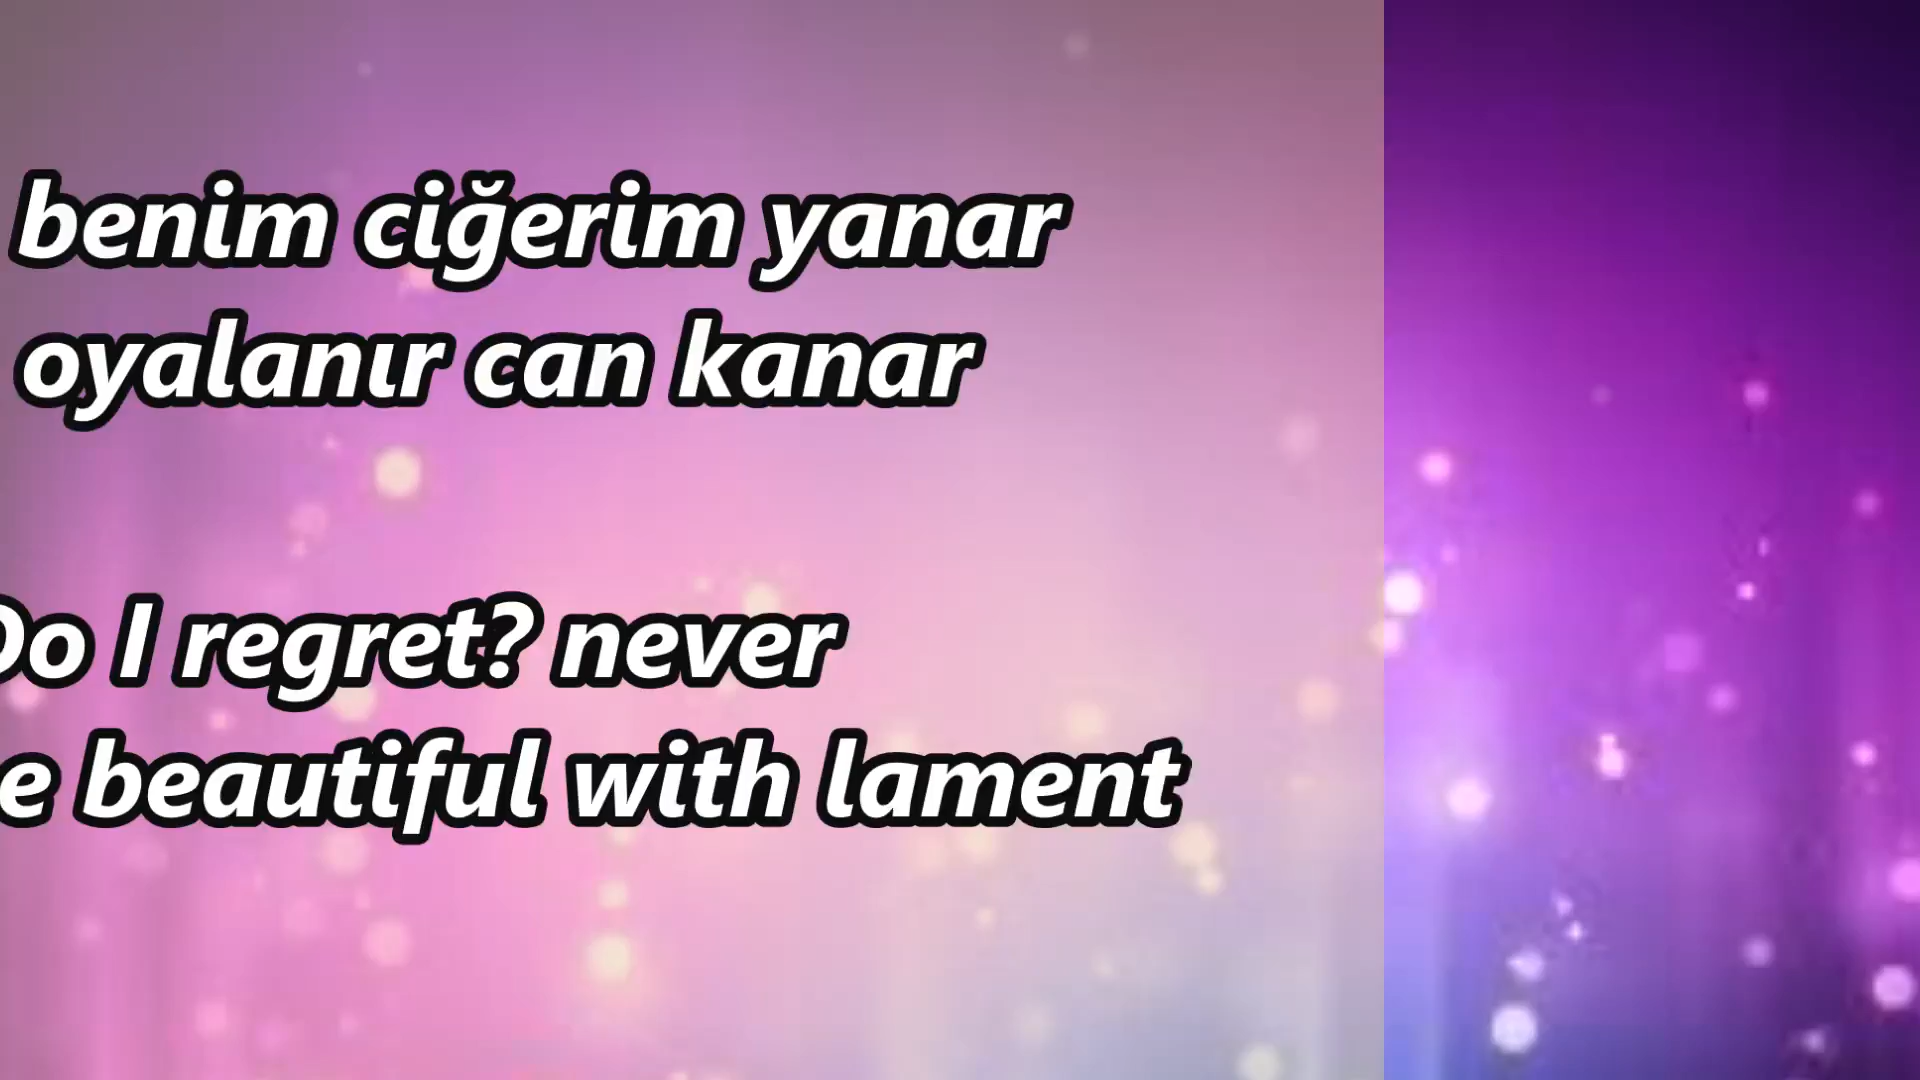 benim ciğerim yanar
oyalanır can kanar
Do I regret? never
beautiful with lament